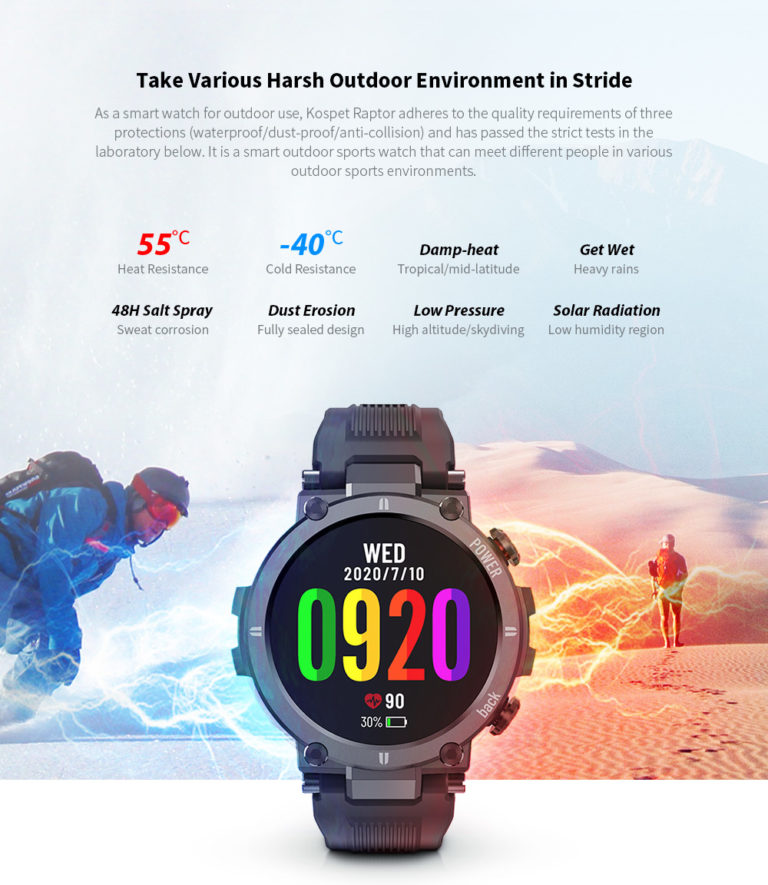 Take Various Harsh Outdoor Environment in Stride
As a smart watch for outdoor use, Kospet Raptor adheres to the quality requirements of three
protections (waterproof/dust-proof/anti-collision) and has passed the strict tests in the
laboratory below. It is a smart outdoor sports watch that can meet different people in various
outdoor sports environments.
55°C
Heat Resistance
-40°C
Cold Resistance
Damp-heat
Tropical/mid-latitude
Get Wet
Heavy rains
48H Salt Spray
Sweat corrosion
Dust Erosion
Fully sealed design
Low Pressure
High altitude/skydiving
Solar Radiation
Low humidity region
WED
2020/7/10
0920
90
30%
POWER
back